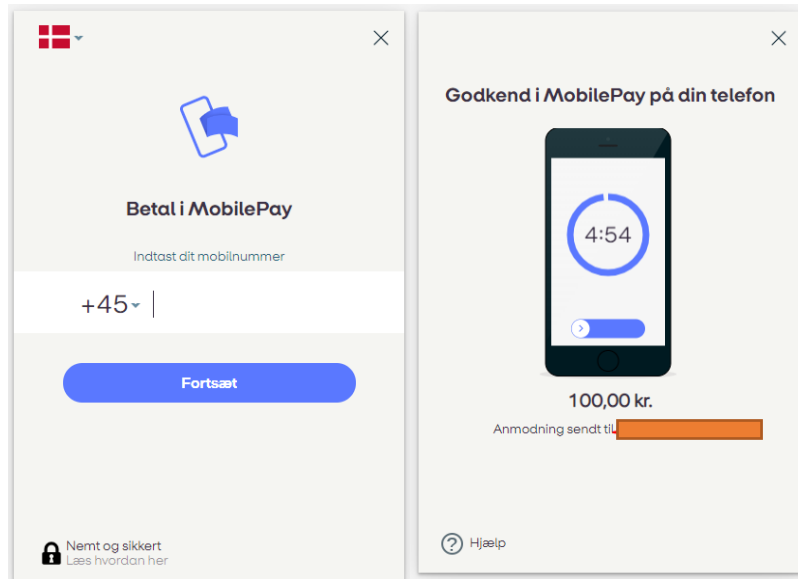 Betal i MobilePay
Indtast dit mobilnummer
+45
Fortsæt
Nemt og sikkert
Læs hvordan her
Godkend i MobilePay på din telefon
4:54
100,00 kr.
Anmodning sendt til
Hjælp